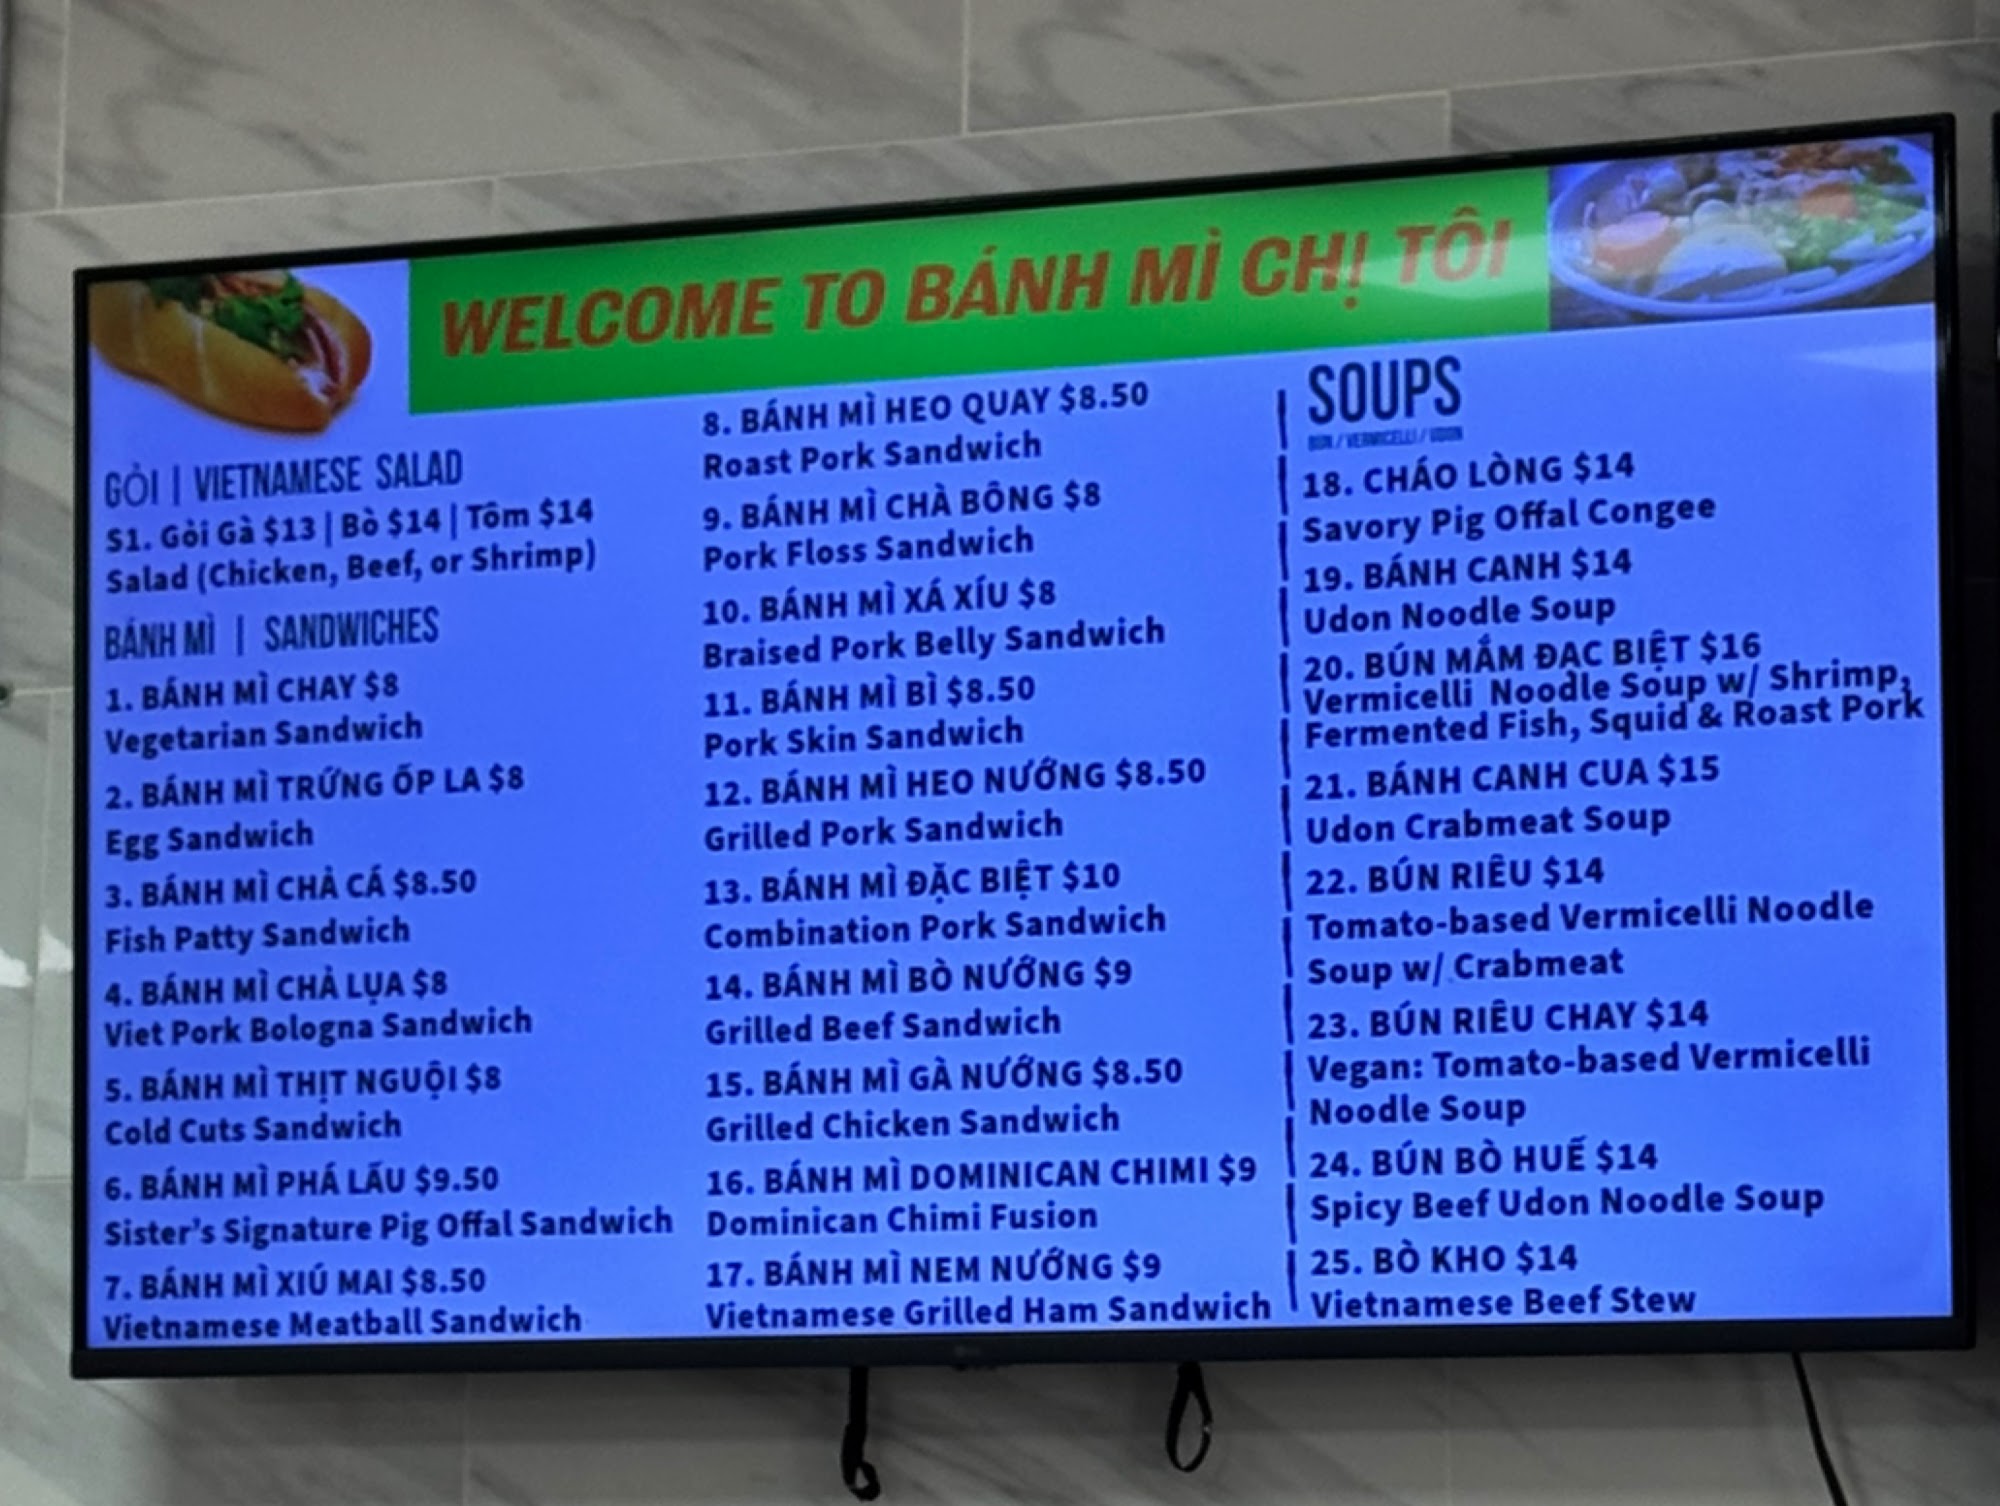 WELCOME TO BÁNH MÌ CHỊ TÔI
GỎI | VIETNAMESE SALAD
S1. Gỏi Gà $13 | Bò $14 | Tôm $14
Salad (Chicken, Beef, or Shrimp)
BÁNH MÌ | SANDWICHES
1. BÁNH MÌ CHAY $8
Vegetarian Sandwich
2. BÁNH MÌ TRỨNG ỐP LA $8
Egg Sandwich
3. BÁNH MÌ CHẢ CÁ $8.50
Fish Patty Sandwich
4. BÁNH MÌ CHẢ LỤA $8
Viet Pork Bologna Sandwich
5. BÁNH MÌ THỊT NGUỘI $8
Cold Cuts Sandwich
6. BÁNH MÌ PHÁ LẤU $9.50
Sister's Signature Pig Offal Sandwich
7. BÁNH MÌ XIÚ MAI $8.50
Vietnamese Meatball Sandwich
8. BÁNH MÌ HEO QUAY $8.50
Roast Pork Sandwich
9. BÁNH MÌ CHÀ BÔNG $8
Pork Floss Sandwich
10. BÁNH MÌ XÁ XÍU $8
Braised Pork Belly Sandwich
11. BÁNH MÌ BÌ $8.50
Pork Skin Sandwich
12. BÁNH MÌ HEO NƯỚNG $8.50
Grilled Pork Sandwich
13. BÁNH MÌ ĐẶC BIỆT $10
Combination Pork Sandwich
14. BÁNH MÌ BÒ NƯỚNG $9
Grilled Beef Sandwich
15. BÁNH MÌ GÀ NƯỚNG $8.50
Grilled Chicken Sandwich
16. BÁNH MÌ DOMINICAN CHIMI $9
Dominican Chimi Fusion
17. BÁNH MÌ NEM NƯỚNG $9
Vietnamese Grilled Ham Sandwich
SOUPS
BÚN / VERMICELLI / UDON
18. CHÁO LÒNG $14
Savory Pig Offal Congee
19. BÁNH CANH $14
Udon Noodle Soup
20. BÚN MẮM ĐẠC BIỆT $16
Vermicelli Noodle Soup w/ Shrimp,
Fermented Fish, Squid & Roast Pork
21. BÁNH CANH CUA $15
Udon Crabmeat Soup
22. BÚN RIÊU $14
Tomato-based Vermicelli Noodle
Soup w/ Crabmeat
23. BÚN RIÊU CHAY $14
Vegan: Tomato-based Vermicelli
Noodle Soup
24. BÚN BÒ HUẾ $14
Spicy Beef Udon Noodle Soup
25. BÒ KHO $14
Vietnamese Beef Stew